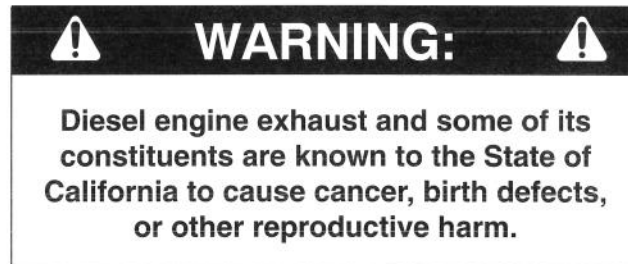 WARNING:
Diesel engine exhaust and some of its
constituents are known to the State of
California to cause cancer, birth defects,
or other reproductive harm.